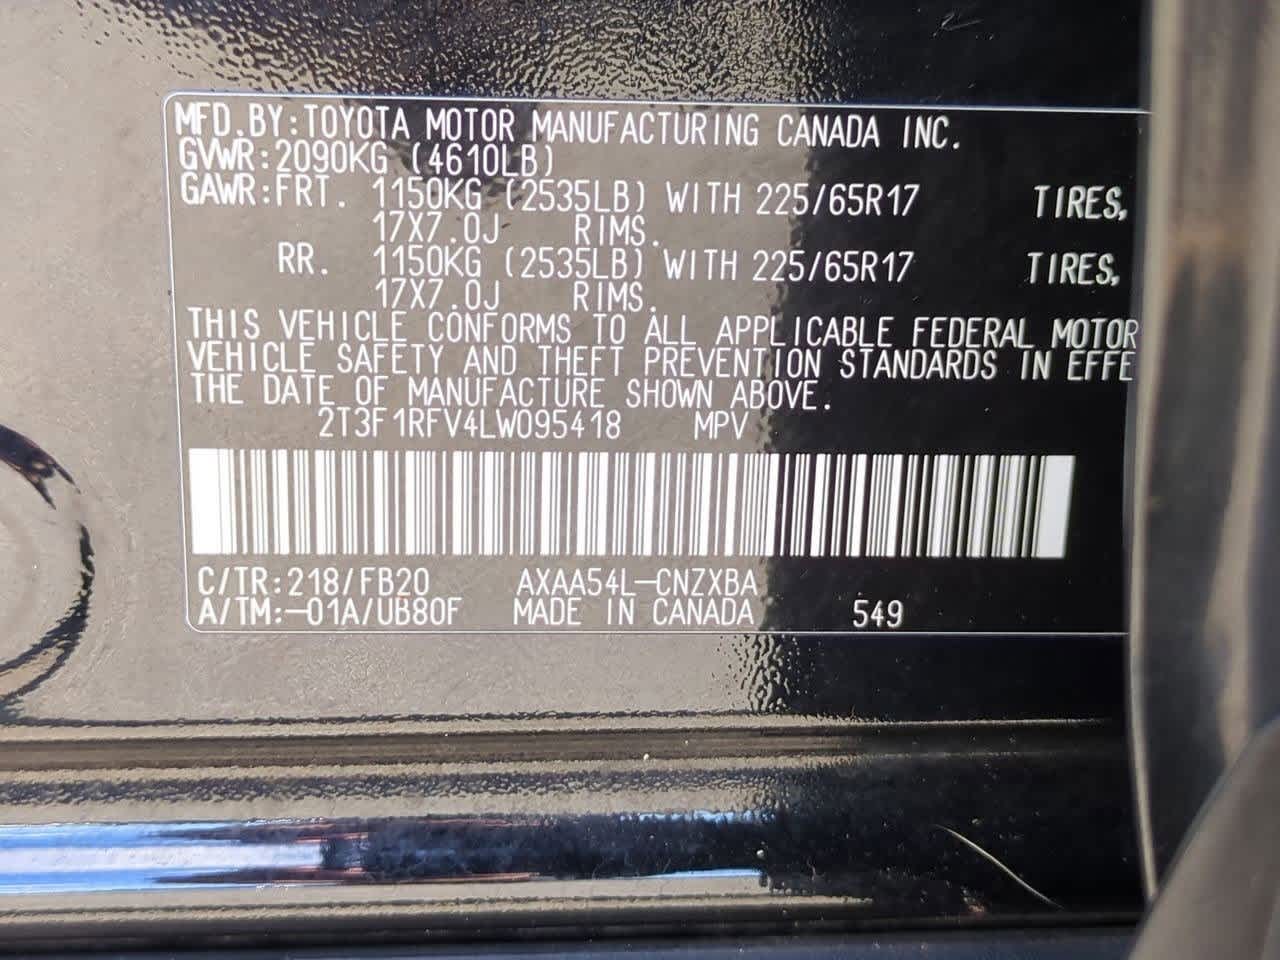 MFD.BY:TOYOTA MOTOR MANUFACTURING CANADA INC.
GVWR:2090KG (4610LB)
GAWR:FRT. 1150KG (2535LB) WITH 225/65R17 TIRES,
17X7.0J RIMS.
RR. 1150KG (2535LB) WITH 225/65R17 TIRES,
17X7.0J RIMS.
THIS VEHICLE CONFORMS TO ALL APPLICABLE FEDERAL MOTOR
VEHICLE SAFETY AND THEFT PREVENTION STANDARDS IN EFFE
THE DATE OF MANUFACTURE SHOWN ABOVE.
2T3F1RFV4LW095418 MPV
C/TR:218/FB20 AXAA54L-CNZXBA
A/TM:-01A/UB80F MADE IN CANADA 549